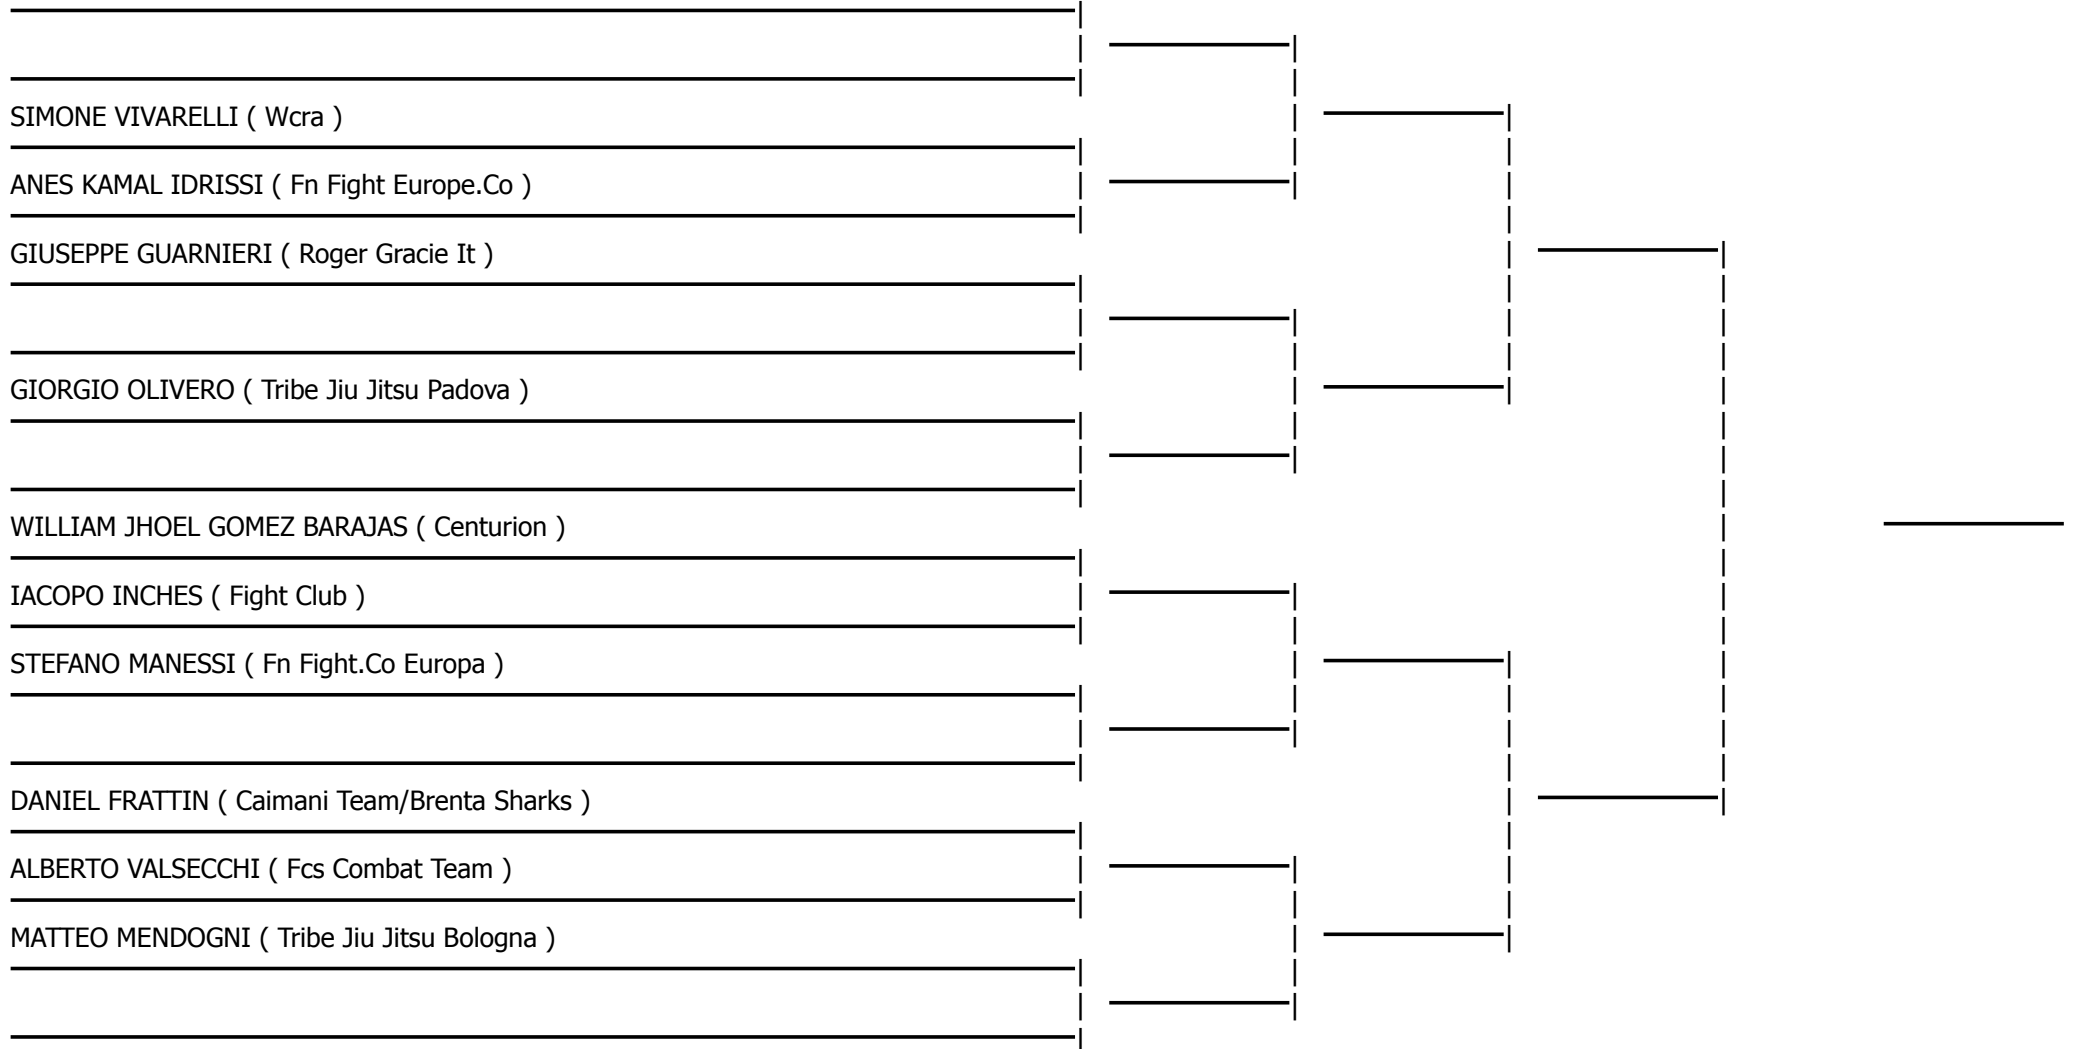 SIMONE VIVARELLI ( Wcra )
ANES KAMAL IDRISSI ( Fn Fight Europe.Co )
GIUSEPPE GUARNIERI ( Roger Gracie It )
GIORGIO OLIVERO ( Tribe Jiu Jitsu Padova )
WILLIAM JHOEL GOMEZ BARAJAS ( Centurion )
IACOPO INCHES ( Fight Club )
STEFANO MANESSI ( Fn Fight.Co Europa )
DANIEL FRATTIN ( Caimani Team/Brenta Sharks )
ALBERTO VALSECCHI ( Fcs Combat Team )
MATTEO MENDOGNI ( Tribe Jiu Jitsu Bologna )